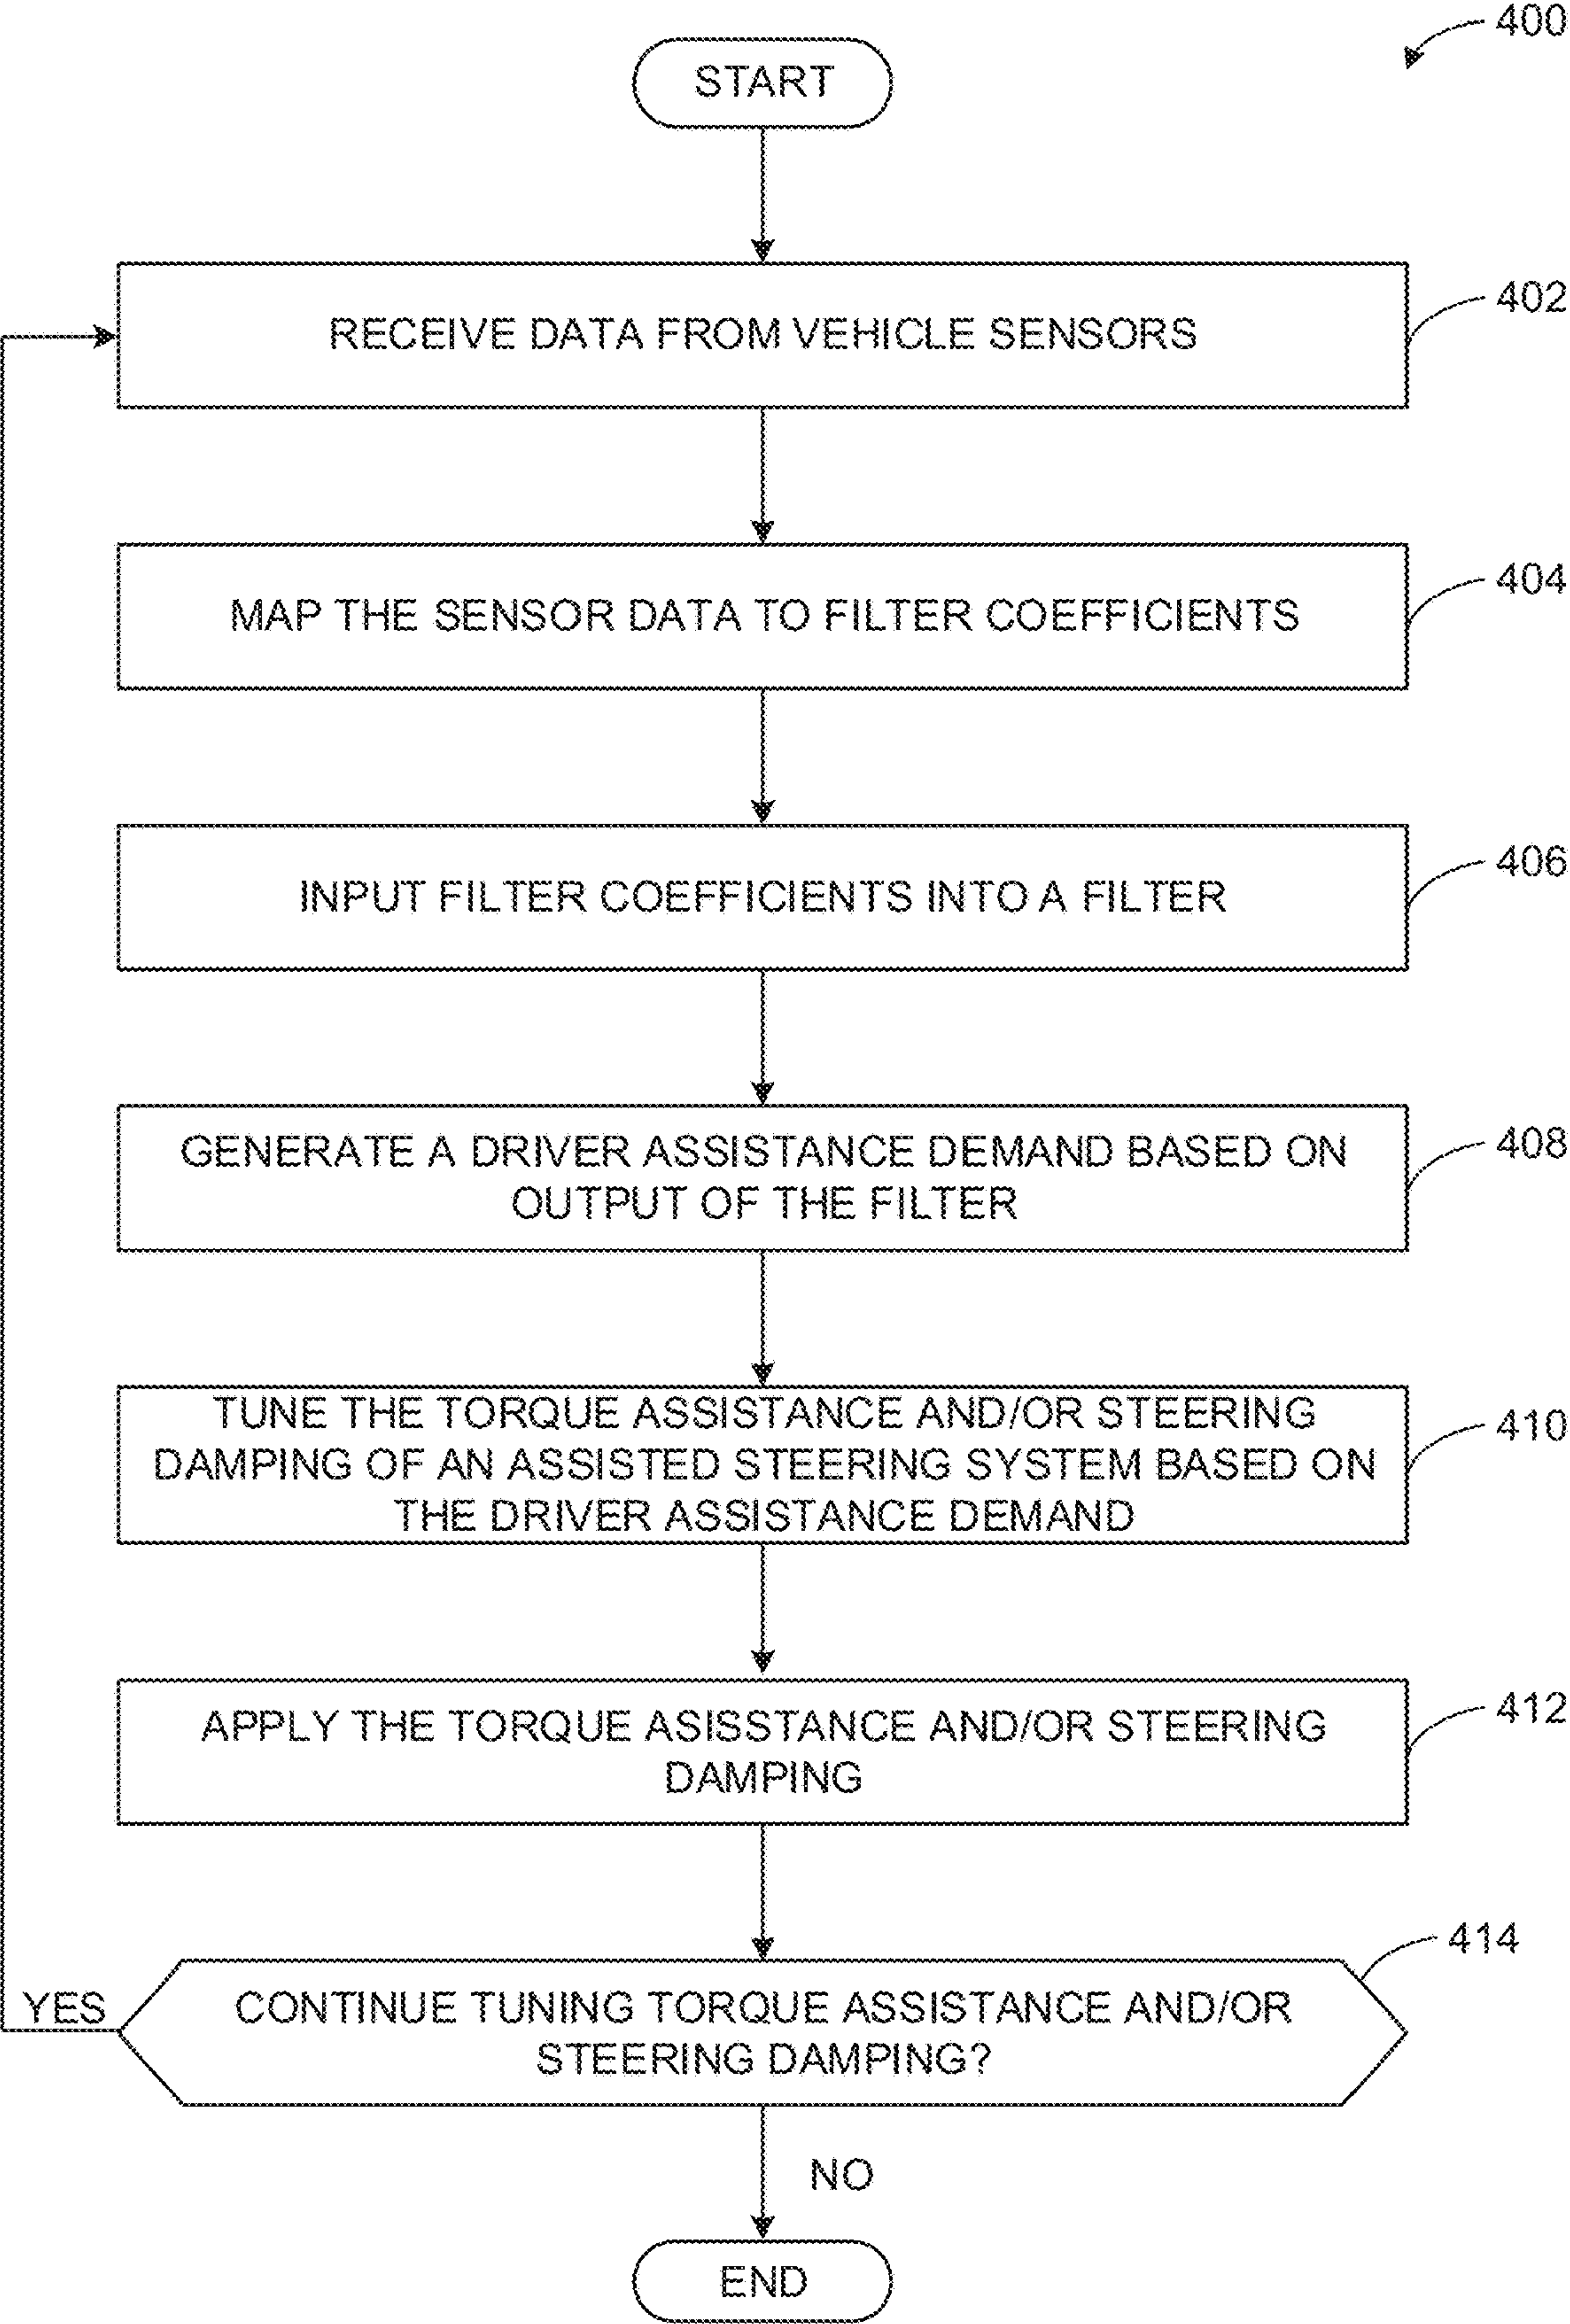 400
START
RECEIVE DATA FROM VEHICLE SENSORS
402
MAP THE SENSOR DATA TO FILTER COEFFICIENTS
404
INPUT FILTER COEFFICIENTS INTO A FILTER
406
GENERATE A DRIVER ASSISTANCE DEMAND BASED ON
OUTPUT OF THE FILTER
408
TUNE THE TORQUE ASSISTANCE AND/OR STEERING
DAMPING OF AN ASSISTED STEERING SYSTEM BASED ON
THE DRIVER ASSISTANCE DEMAND
410
APPLY THE TORQUE ASISSTANCE AND/OR STEERING
DAMPING
412
CONTINUE TUNING TORQUE ASSISTANCE AND/OR
STEERING DAMPING?
414
YES
NO
END